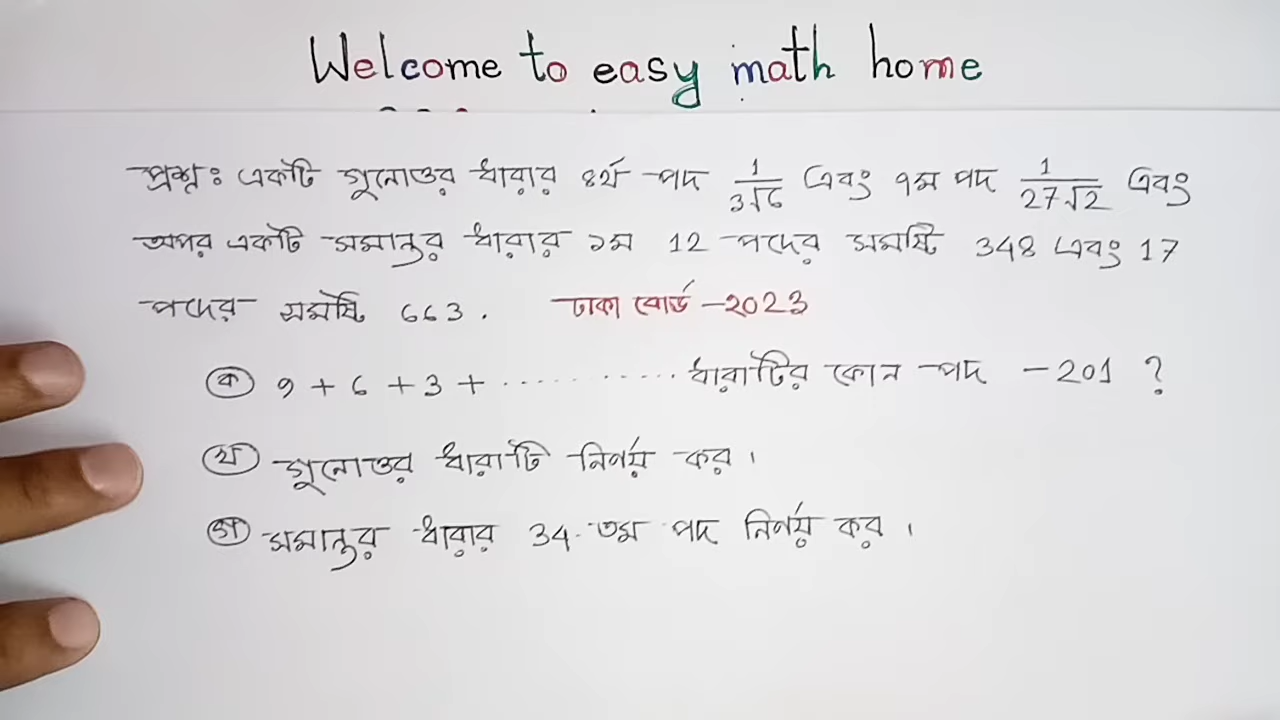 Welcome to easy math home
প্রশ্ন: একটি গুনোত্তর ধারার ৪র্থ পদ 1/3√6 এবং ৭ম পদ 1/27√2 এবং
অপর একটি সমান্তর ধারার ১ম 12 পদের সমষ্টি 348 এবং 17
পদের সমষ্টি 663. ঢাকা বোর্ড -2023
(ক) 9 + 6 + 3 + ............ ধারাটির কোন পদ -201 ?
(খ) গুনোত্তর ধারাটি নির্ণয় কর।
(গ) সমান্তর ধারার 34 তম পদ নির্ণয় কর।